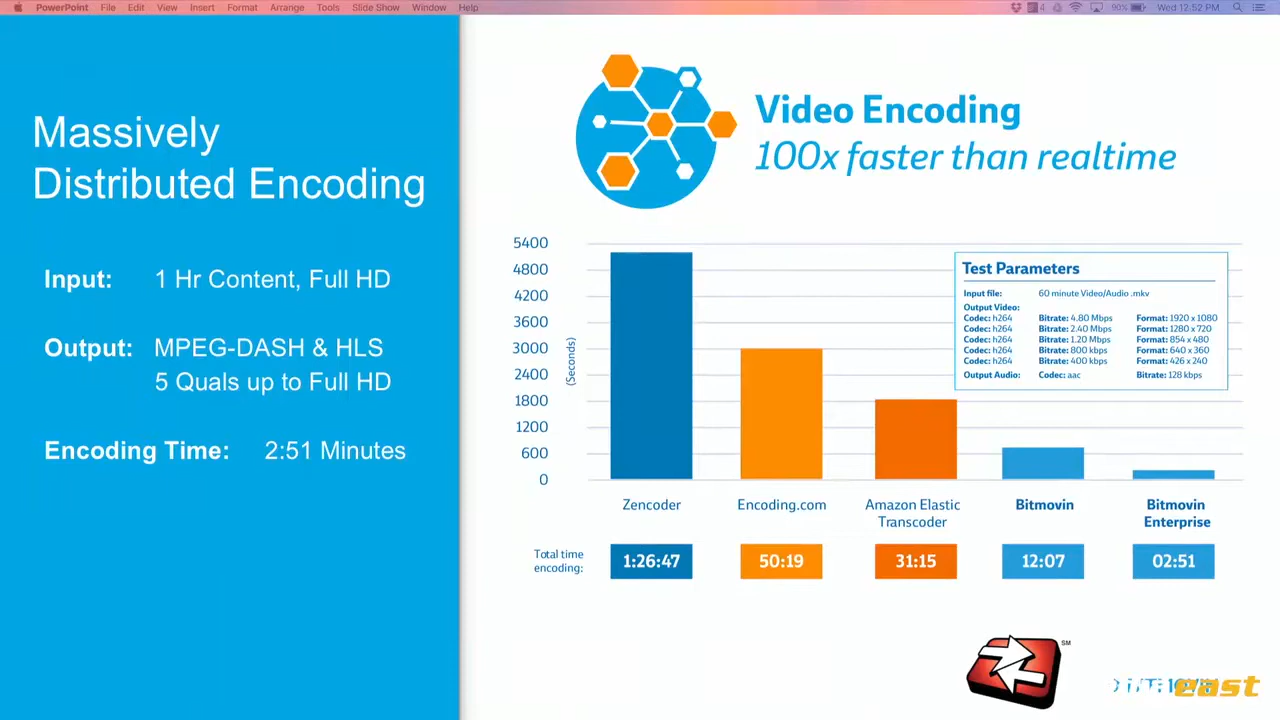 PowerPoint File Edit View Insert Format Arrange Tools Slide Show Window Help 4 90% Wed 12:52 PM
Massively
Distributed Encoding
Input: 1 Hr Content, Full HD
Output: MPEG-DASH & HLS
5 Quals up to Full HD
Encoding Time: 2:51 Minutes
Video Encoding
100x faster than realtime
5400
4800
4200
3600
3000
2400
1800
1200
600
0
(Seconds)
Test Parameters
Input file: 60 minute Video/Audio .mkv
Output Video:
Codec: h264 Bitrate: 4.80 Mbps Format: 1920 x 1080
Codec: h264 Bitrate: 2.40 Mbps Format: 1280 x 720
Codec: h264 Bitrate: 1.20 Mbps Format: 854 x 480
Codec: h264 Bitrate: 800 kbps Format: 640 x 360
Codec: h264 Bitrate: 400 kbps Format: 426 x 240
Output Audio: Codec: aac Bitrate: 128 kbps
Zencoder
Encoding.com
Amazon Elastic
Transcoder
Bitmovin
Bitmovin
Enterprise
Total time
encoding:
1:26:47 50:19 31:15 12:07 02:51
SM
east